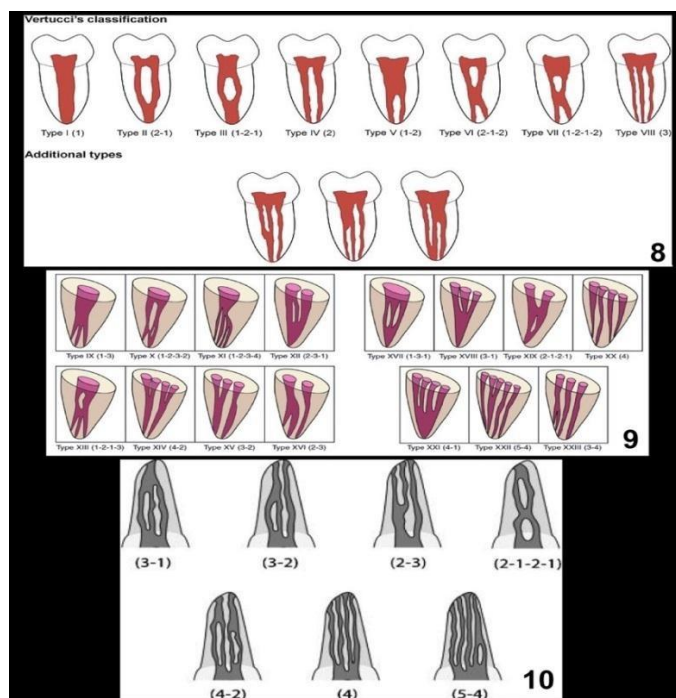 Vertucci's classification
Type I (1) Type II (2-1) Type III (1-2-1) Type IV (2) Type V (1-2) Type VI (2-1-2) Type VII (1-2-1-2) Type VIII (3)
Additional types
8
Type IX (1-3) Type X (1-2-3-2) Type XI (1-2-3-4) Type XII (2-3-1) Type XVII (1-3-1) Type XVIII (3-1) Type XIX (2-1-2-1) Type XX (4)
Type XIII (1-2-1-3) Type XIV (4-2) Type XV (3-2) Type XVI (2-3) Type XXI (4-1) Type XXII (5-4) Type XXIII (3-4)
9
(3-1) (3-2) (2-3) (2-1-2-1)
(4-2) (4) (5-4)
10